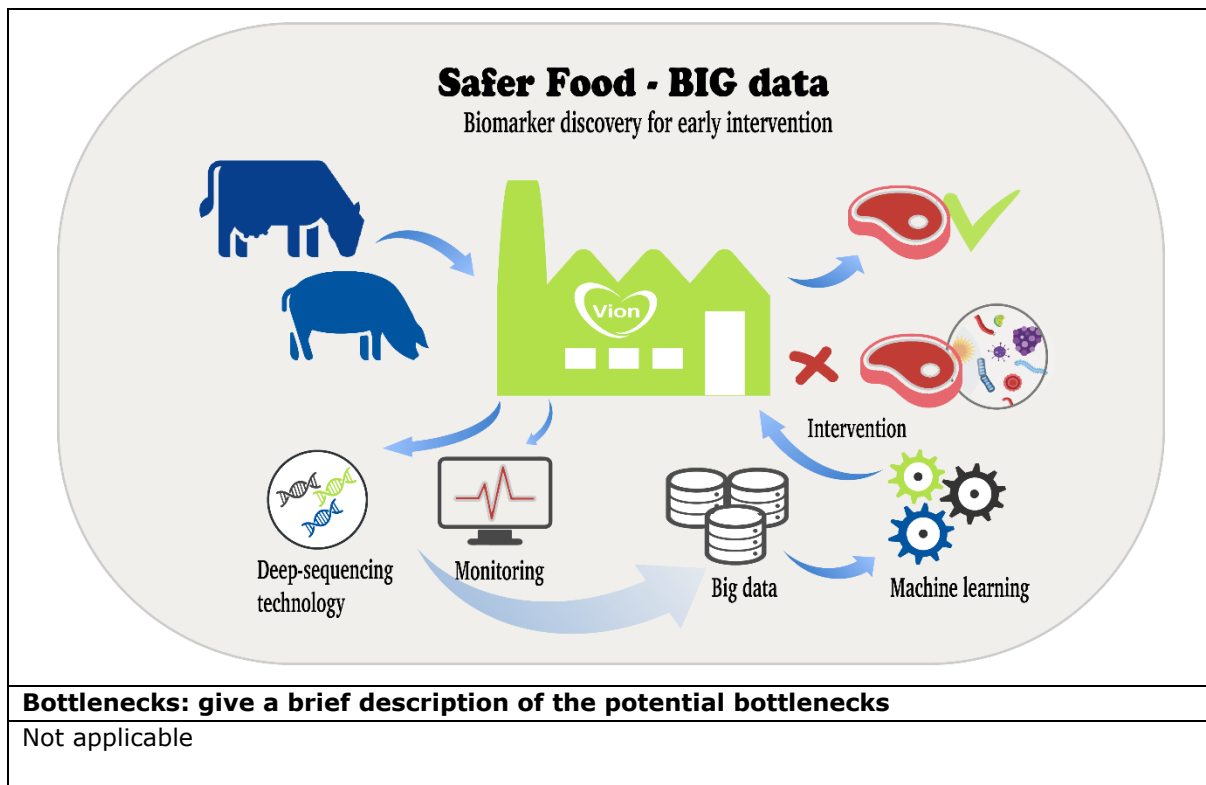 Safer Food - BIG data
Biomarker discovery for early intervention
Vion
Intervention
Deep-sequencing
technology
Monitoring
Big data
Machine learning
Bottlenecks: give a brief description of the potential bottlenecks
Not applicable